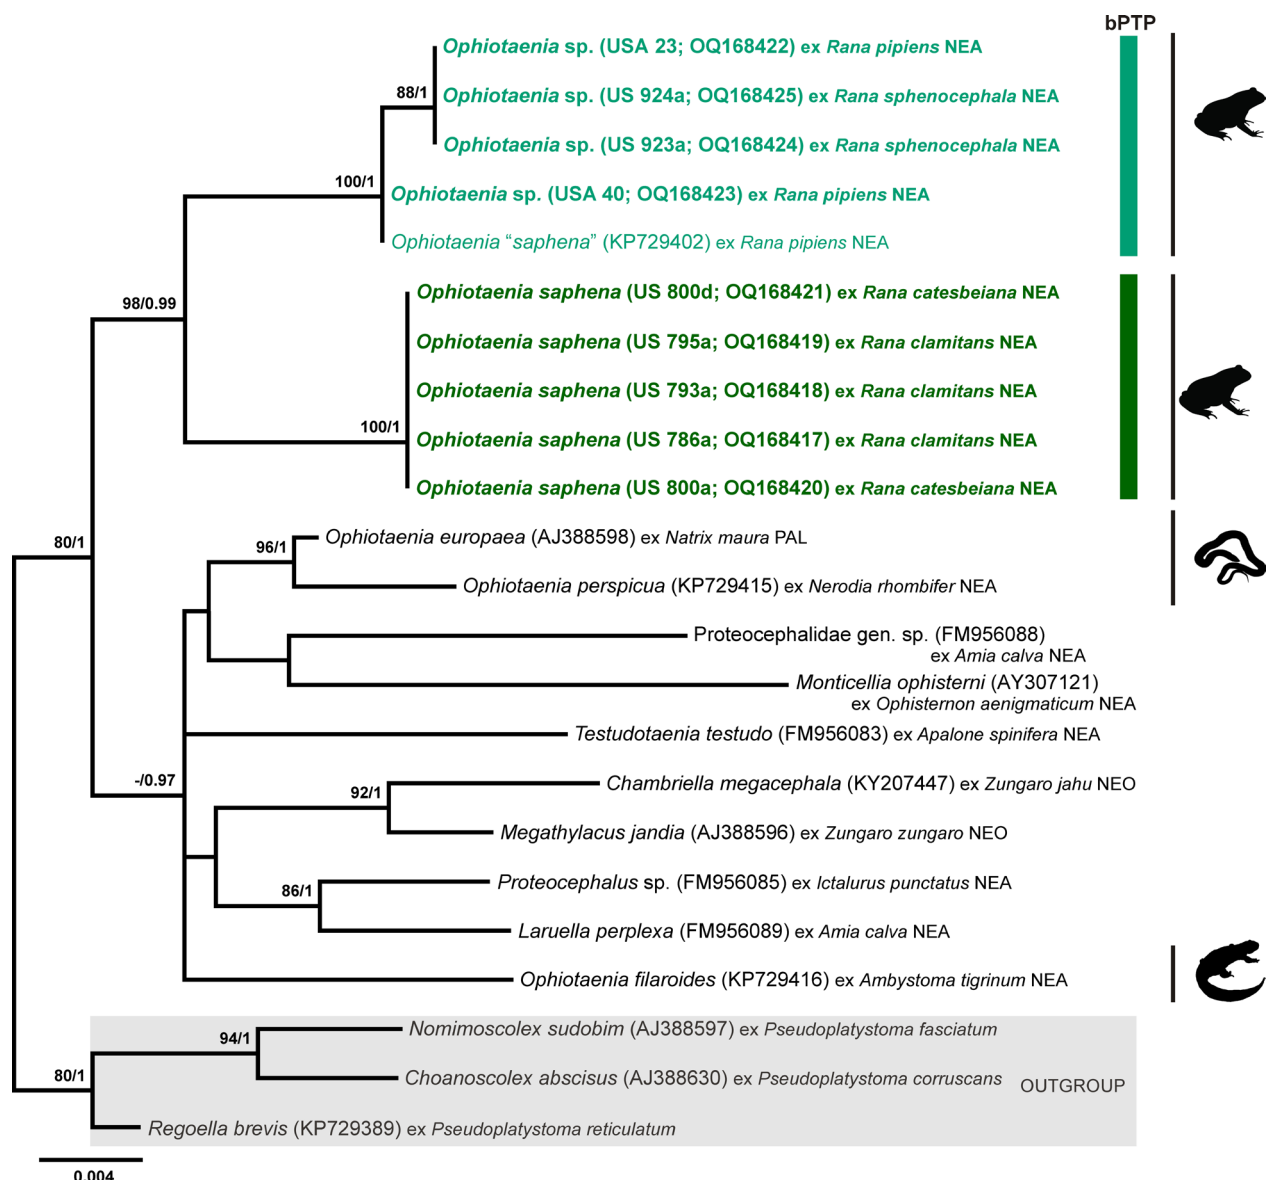 bPTP
Ophiotaenia sp. (USA 23; OQ168422) ex Rana pipiens NEA
88/1
Ophiotaenia sp. (US 924a; OQ168425) ex Rana sphenocephala NEA
Ophiotaenia sp. (US 923a; OQ168424) ex Rana sphenocephala NEA
100/1
Ophiotaenia sp. (USA 40; OQ168423) ex Rana pipiens NEA
Ophiotaenia “saphena” (KP729402) ex Rana pipiens NEA
98/0.99
Ophiotaenia saphena (US 800d; OQ168421) ex Rana catesbeiana NEA
Ophiotaenia saphena (US 795a; OQ168419) ex Rana clamitans NEA
Ophiotaenia saphena (US 793a; OQ168418) ex Rana clamitans NEA
100/1
Ophiotaenia saphena (US 786a; OQ168417) ex Rana clamitans NEA
Ophiotaenia saphena (US 800a; OQ168420) ex Rana catesbeiana NEA
80/1
Ophiotaenia europaea (AJ388598) ex Natrix maura PAL
96/1
Ophiotaenia perspicua (KP729415) ex Nerodia rhombifer NEA
Proteocephalidae gen. sp. (FM956088)
ex Amia calva NEA
Monticellia ophisterni (AY307121)
ex Ophisternon aenigmaticum NEA
Testudotaenia testudo (FM956083) ex Apalone spinifera NEA
-/0.97
Chambriella megacephala (KY207447) ex Zungaro jahu NEO
92/1
Megathylacus jandia (AJ388596) ex Zungaro zungaro NEO
Proteocephalus sp. (FM956085) ex Ictalurus punctatus NEA
86/1
Laruella perplexa (FM956089) ex Amia calva NEA
Ophiotaenia filaroides (KP729416) ex Ambystoma tigrinum NEA
Nomimoscolex sudobim (AJ388597) ex Pseudoplatystoma fasciatum
94/1
Choanoscolex abscisus (AJ388630) ex Pseudoplatystoma corruscans
OUTGROUP
80/1
Regoella brevis (KP729389) ex Pseudoplatystoma reticulatum
0.004